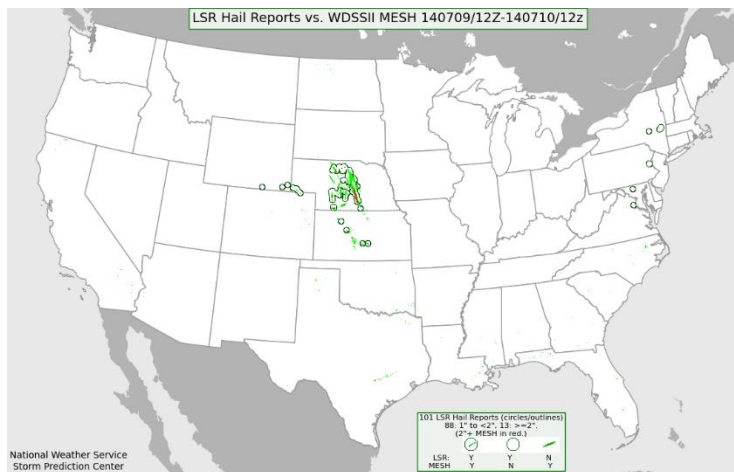 LSR Hail Reports vs. WDSSII MESH 140709/12Z-140710/12z
101 LSR Hail Reports (circles/outlines)
88: 1" to <2", 13: >=2".
(2"+ MESH in red.)
LSR: Y Y N
MESH Y N Y
National Weather Service
Storm Prediction Center